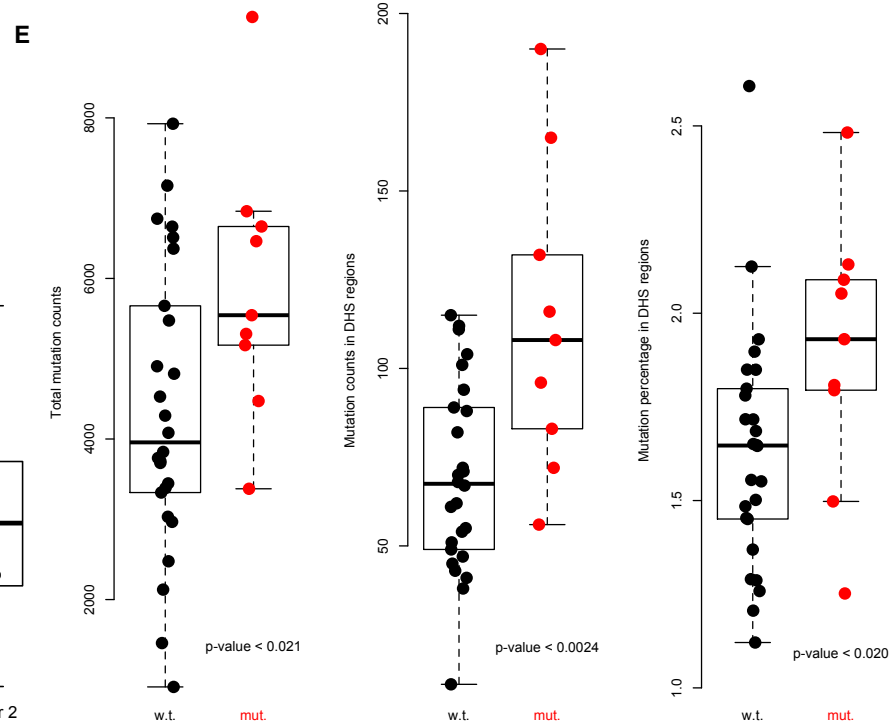 E
Total mutation counts
8000
6000
4000
2000
p-value < 0.021
w.t.
mut.
Mutation counts in DHS regions
200
150
100
50
p-value < 0.0024
w.t.
mut.
Mutation percentage in DHS regions
2.5
2.0
1.5
1.0
p-value < 0.020
w.t.
mut.
r 2